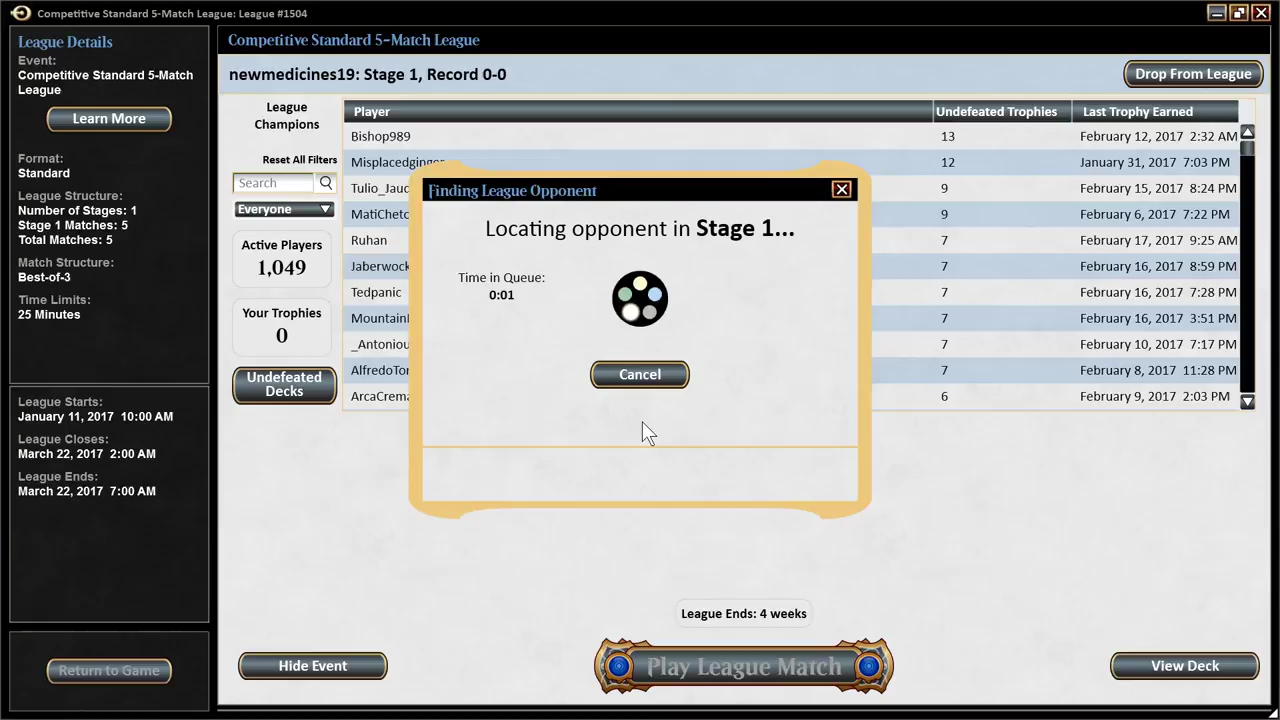 Competitive Standard 5-Match League: League #1504
League Details
Event:
Competitive Standard 5-Match
League
Learn More
Format:
Standard
League Structure:
Number of Stages: 1
Stage 1 Matches: 5
Total Matches: 5
Match Structure:
Best-of-3
Time Limits:
25 Minutes
League Starts:
January 11, 2017 10:00 AM
League Closes:
March 22, 2017 2:00 AM
League Ends:
March 22, 2017 7:00 AM
Return to Game
Competitive Standard 5-Match League
newmedicines19: Stage 1, Record 0-0
Drop From League
League
Champions
Reset All Filters
Search
Everyone
Active Players
1,049
Your Trophies
0
Undefeated
Decks
Player Undefeated Trophies Last Trophy Earned
Bishop989 13 February 12, 2017 2:32 AM
Misplacedginger 12 January 31, 2017 7:03 PM
Tulio_Jaud 9 February 15, 2017 8:24 PM
MatiCheto 9 February 6, 2017 7:22 PM
Ruhan 7 February 17, 2017 9:25 AM
Jaberwock 7 February 16, 2017 8:59 PM
Tedpanic 7 February 16, 2017 7:28 PM
7 February 16, 2017 3:51 PM
_Antoniou 7 February 10, 2017 7:17 PM
AlfredoTor 7 February 8, 2017 11:28 PM
ArcaCrema 6 February 9, 2017 2:03 PM
Finding League Opponent
Locating opponent in Stage 1...
Time in Queue:
0:01
Cancel
League Ends: 4 weeks
Hide Event
Play League Match
View Deck